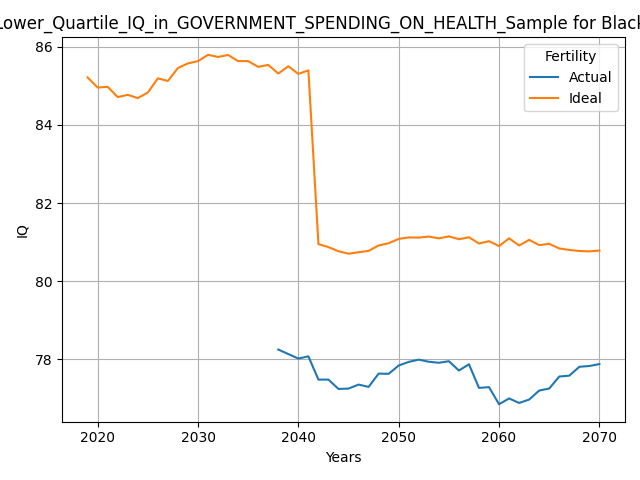 Lower_Quartile_IQ_in_GOVERNMENT_SPENDING_ON_HEALTH_Sample for Black
Fertility
Actual
Ideal
86
84
82
80
78
IQ
2020 2030 2040 2050 2060 2070
Years